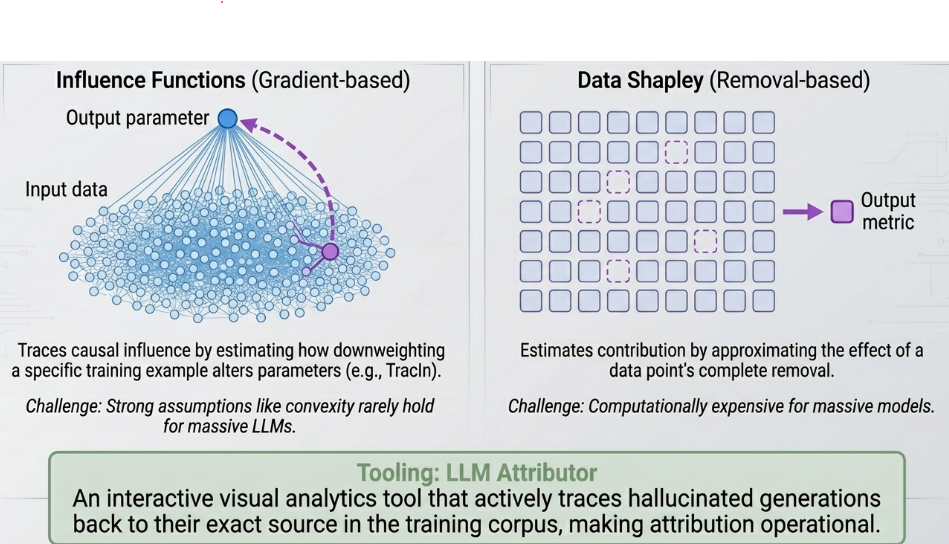 Influence Functions (Gradient-based)
Output parameter
Input data
Traces causal influence by estimating how downweighting
a specific training example alters parameters (e.g., TracIn).
Challenge: Strong assumptions like convexity rarely hold
for massive LLMs.
Data Shapley (Removal-based)
Output
metric
Estimates contribution by approximating the effect of a
data point's complete removal.
Challenge: Computationally expensive for massive models.
Tooling: LLM Attributor
An interactive visual analytics tool that actively traces hallucinated generations
back to their exact source in the training corpus, making attribution operational.